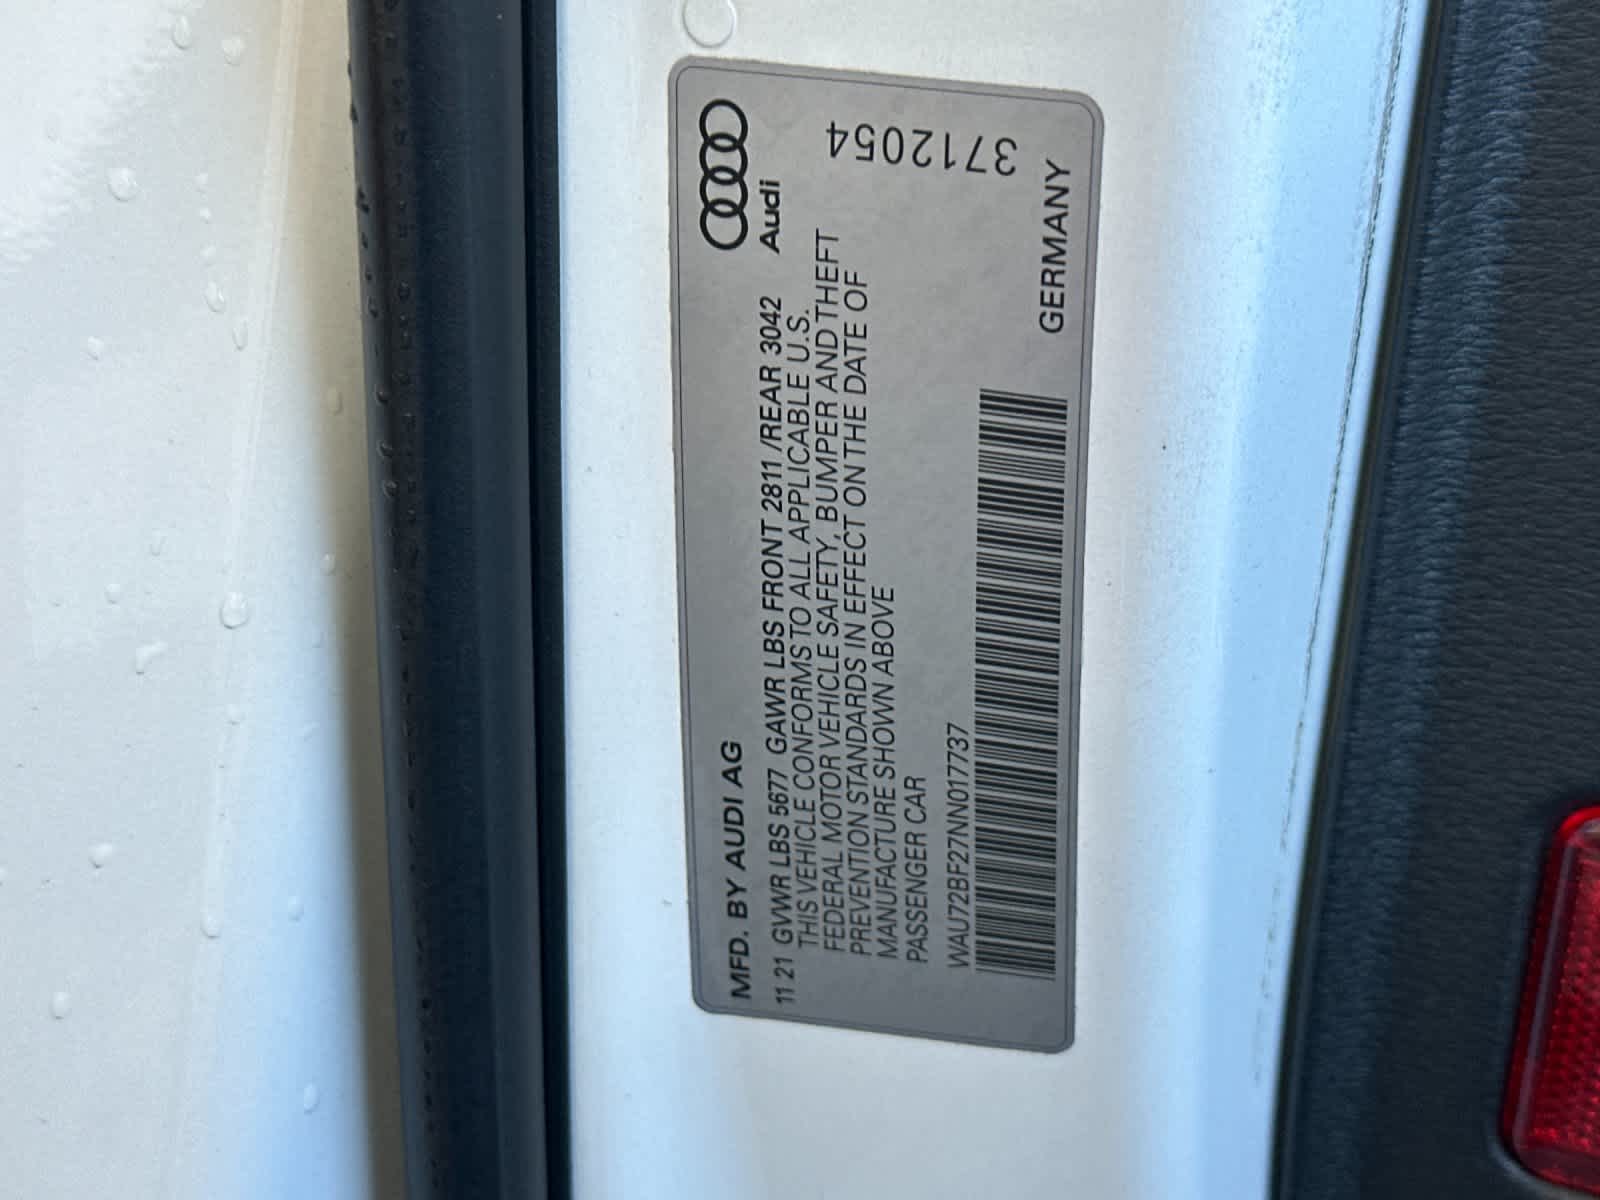 MFD. BY AUDI AG
Audi
11 21 GVWR LBS 5677 GAWR LBS FRONT 2811 /REAR 3042
THIS VEHICLE CONFORMS TO ALL APPLICABLE U.S.
FEDERAL MOTOR VEHICLE SAFETY, BUMPER AND THEFT
PREVENTION STANDARDS IN EFFECT ON THE DATE OF
MANUFACTURE SHOWN ABOVE
PASSENGER CAR
3712054
WAU72BF27NN017737
GERMANY